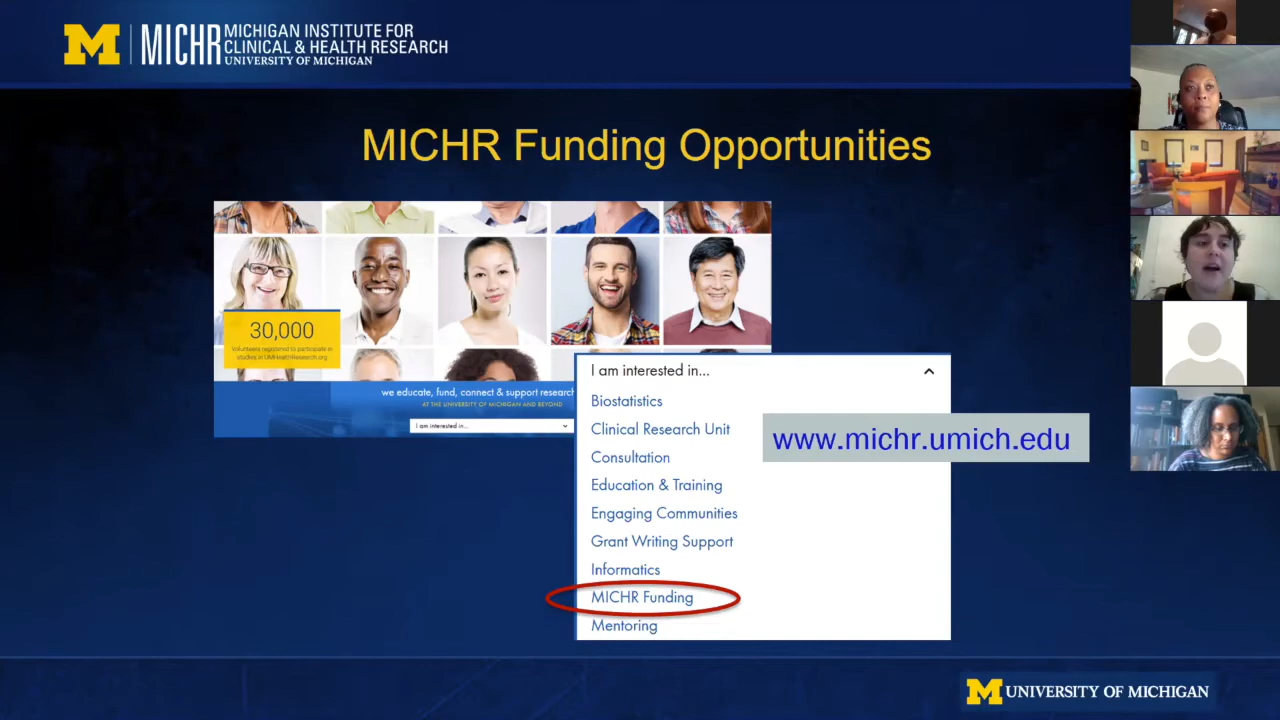 M MICHR MICHIGAN INSTITUTE FOR
CLINICAL & HEALTH RESEARCH
UNIVERSITY OF MICHIGAN
MICHR Funding Opportunities
30,000
Volunteers registered to participate in
studies in UMHealthResearch.org
we educate, fund, connect & support research
AT THE UNIVERSITY OF MICHIGAN AND BEYOND
I am interested in...
I am interested in...
Biostatistics
Clinical Research Unit
Consultation
Education & Training
Engaging Communities
Grant Writing Support
Informatics
MICHR Funding
Mentoring
www.michr.umich.edu
M UNIVERSITY OF MICHIGAN